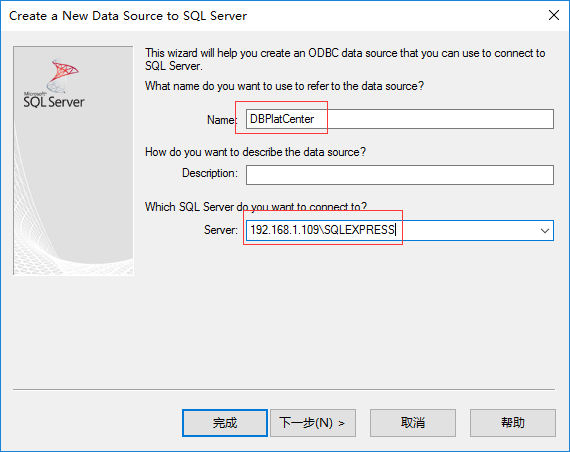 Create a New Data Source to SQL Server
Microsoft
SQL Server
This wizard will help you create an ODBC data source that you can use to connect to
SQL Server.
What name do you want to use to refer to the data source?
Name: DBPlatCenter
How do you want to describe the data source?
Description:
Which SQL Server do you want to connect to?
Server: 192.168.1.109\SQLEXPRESS
完成 下一步(N) > 取消 帮助